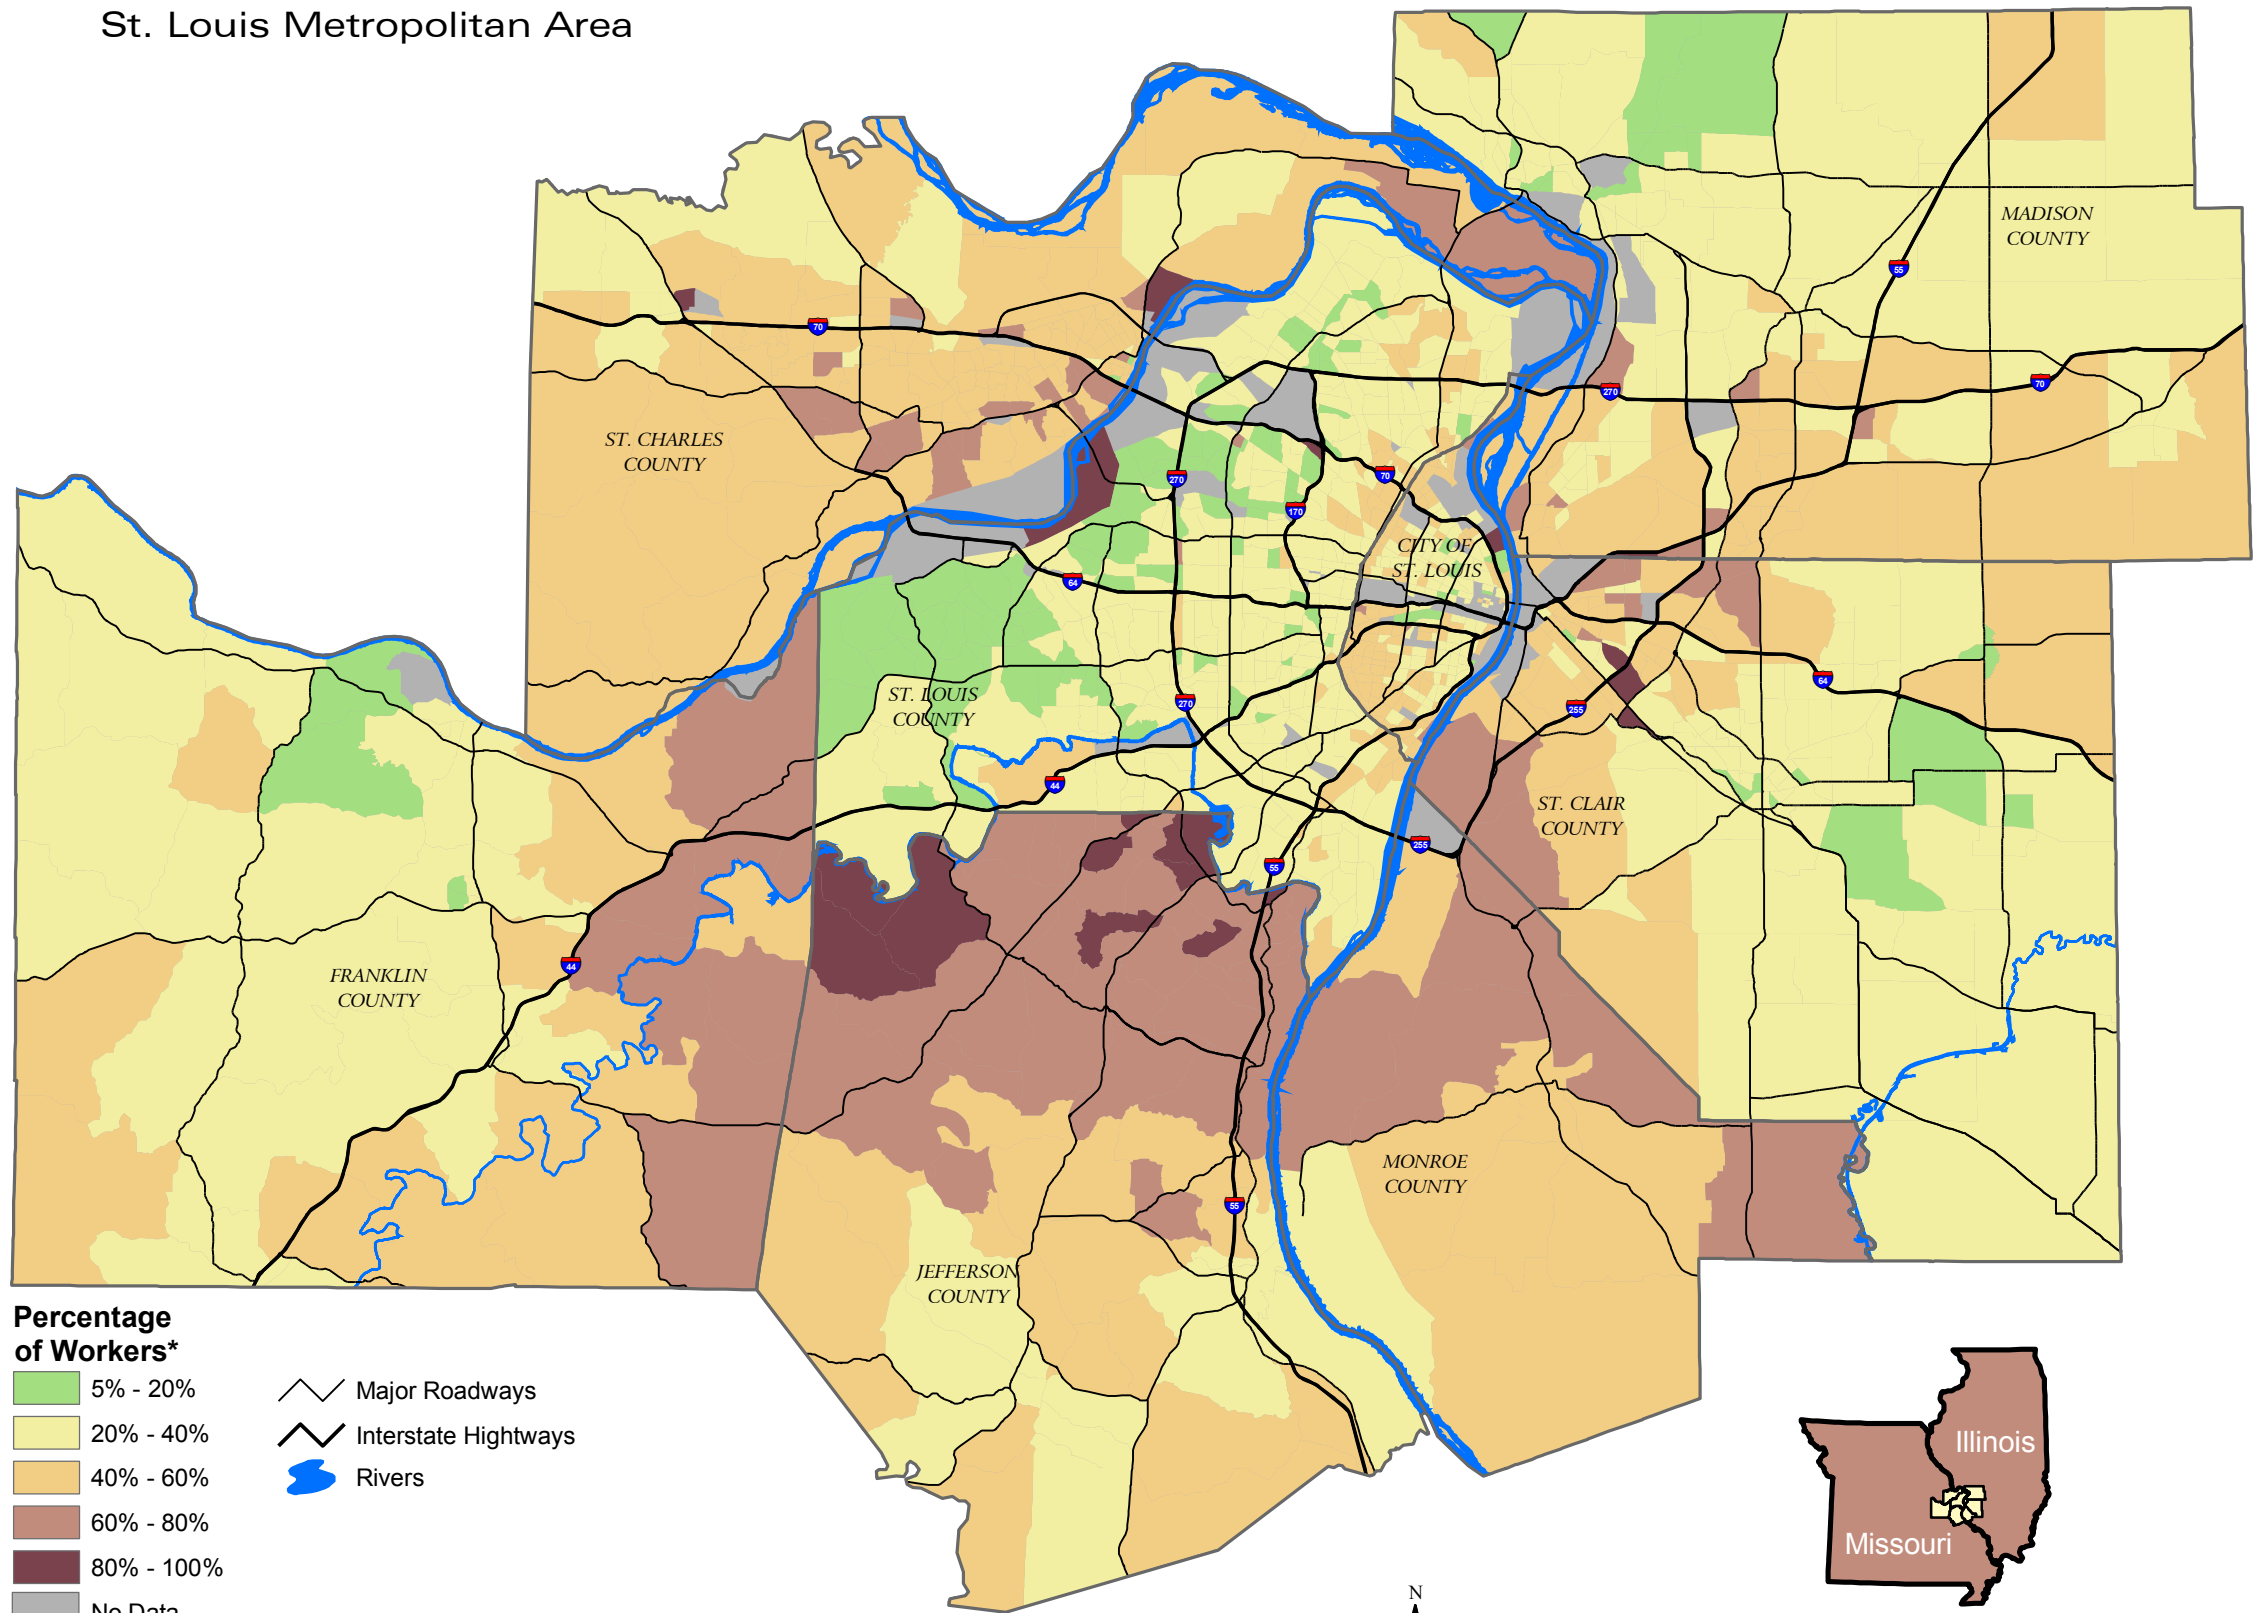 St. Louis Metropolitan Area
MADISON
COUNTY
55
70
70
270
ST. CHARLES
COUNTY
270
70
170
CITY OF
ST. LOUIS
64
ST. LOUIS
COUNTY
270
64
255
44
ST. CLAIR
COUNTY
255
55
FRANKLIN
COUNTY
44
MONROE
COUNTY
55
JEFFERSON
COUNTY
Percentage
of Workers*
5% - 20%
20% - 40%
40% - 60%
60% - 80%
80% - 100%
No Data
Major Roadways
Interstate Hightways
Rivers
Illinois
Missouri
N